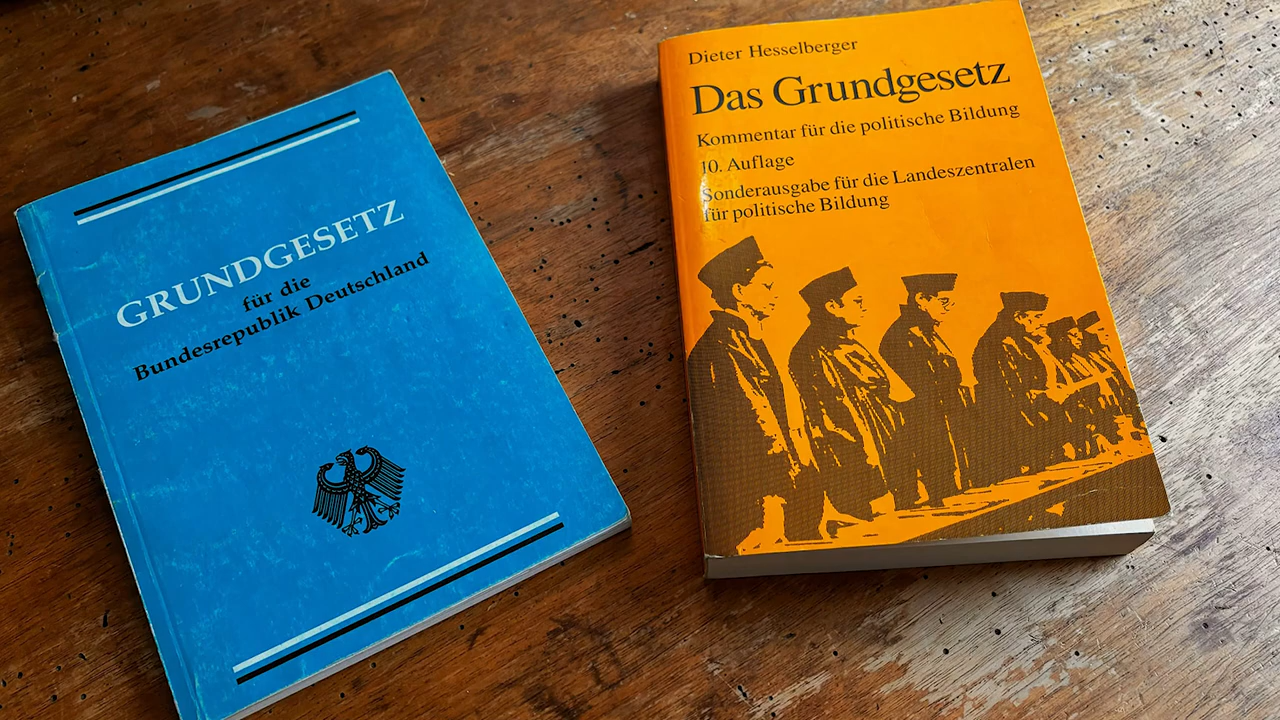 GRUNDGESETZ
für die
Bundesrepublik Deutschland
Dieter Hesselberger
Das Grundgesetz
Kommentar für die politische Bildung
10. Auflage
Sonderausgabe für die Landeszentralen
für politische Bildung